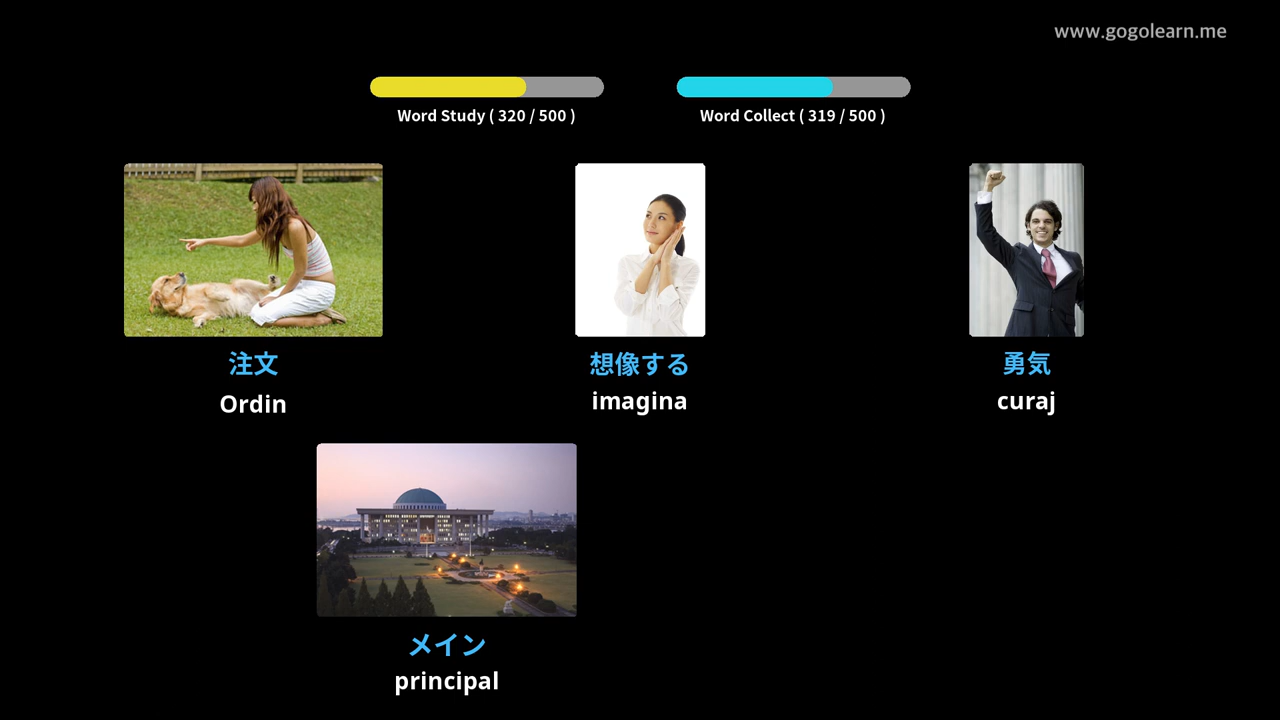 www.gogolearn.me
Word Study ( 320 / 500 )
Word Collect ( 319 / 500 )
注文
Ordin
想像する
imagina
勇気
curaj
メイン
principal